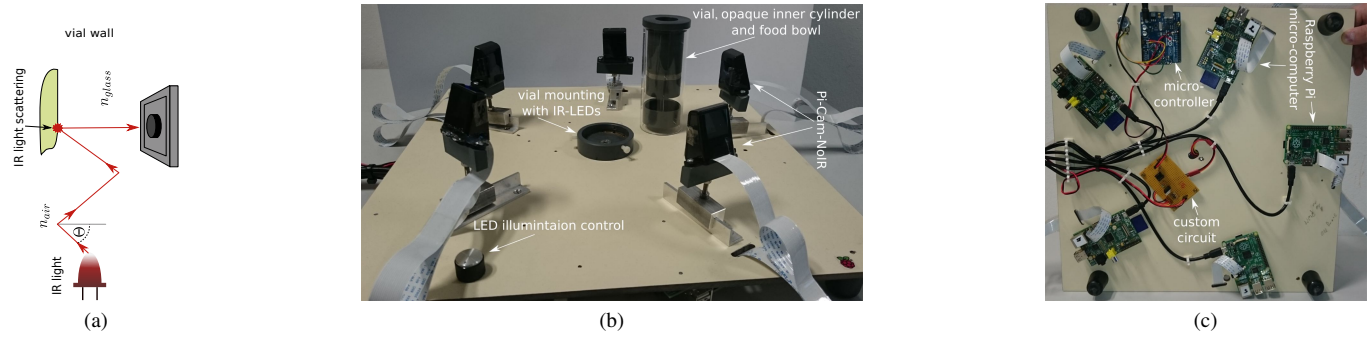 vial wall
IR light scattering
n_glass
n_air
Θ
IR light
(a)
vial, opaque inner cylinder
and food bowl
vial mounting
with IR-LEDs
Pi-Cam-NoIR
LED illumintaion control
(b)
micro-
controller
Raspberry Pi
micro-computer
custom
circuit
(c)